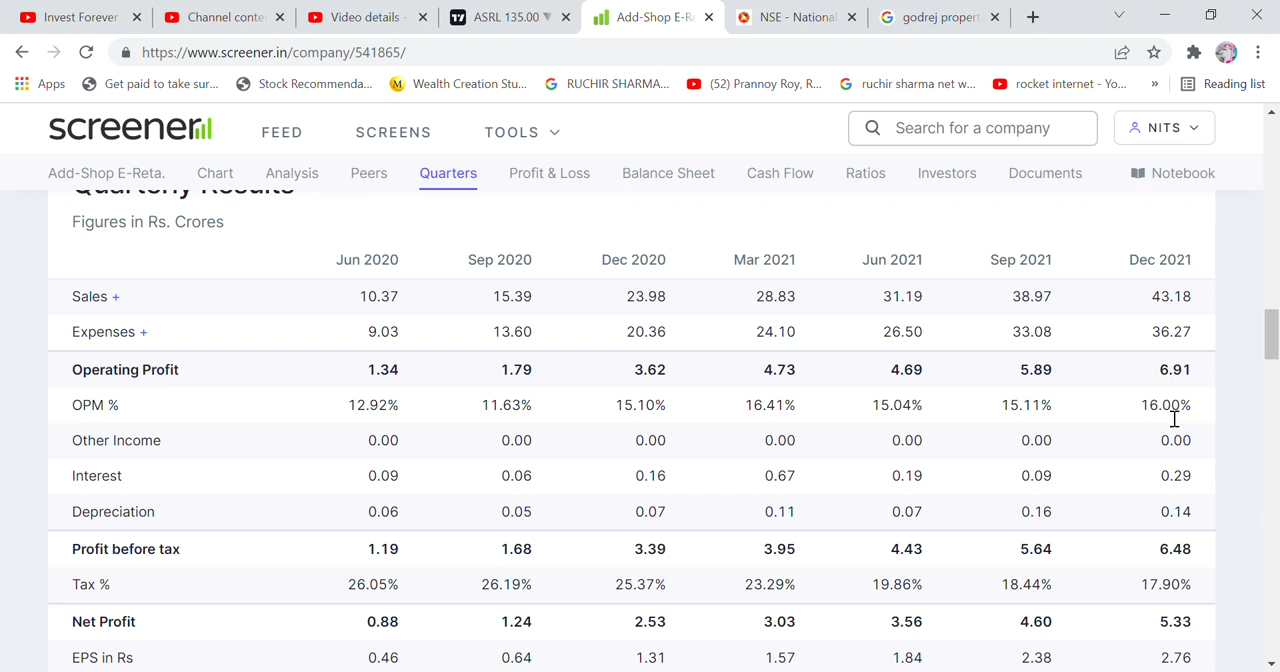 Invest Forever
Channel conte
Video details -
ASRL 135.00 ▼
Add-Shop E-Re
NSE - National
godrej propert
https://www.screener.in/company/541865/
Apps
Get paid to take sur...
Stock Recommenda...
Wealth Creation Stu...
RUCHIR SHARMA...
(52) Prannoy Roy, R...
ruchir sharma net w...
rocket internet - Yo...
»
Reading list
screener
FEED
SCREENS
TOOLS
Search for a company
NITS
Add-Shop E-Reta.
Chart
Analysis
Peers
Quarters
Profit & Loss
Balance Sheet
Cash Flow
Ratios
Investors
Documents
Notebook
Quarterly Results
Figures in Rs. Crores
Jun 2020 Sep 2020 Dec 2020 Mar 2021 Jun 2021 Sep 2021 Dec 2021
Sales + 10.37 15.39 23.98 28.83 31.19 38.97 43.18
Expenses + 9.03 13.60 20.36 24.10 26.50 33.08 36.27
Operating Profit 1.34 1.79 3.62 4.73 4.69 5.89 6.91
OPM % 12.92% 11.63% 15.10% 16.41% 15.04% 15.11% 16.00%
Other Income 0.00 0.00 0.00 0.00 0.00 0.00 0.00
Interest 0.09 0.06 0.16 0.67 0.19 0.09 0.29
Depreciation 0.06 0.05 0.07 0.11 0.07 0.16 0.14
Profit before tax 1.19 1.68 3.39 3.95 4.43 5.64 6.48
Tax % 26.05% 26.19% 25.37% 23.29% 19.86% 18.44% 17.90%
Net Profit 0.88 1.24 2.53 3.03 3.56 4.60 5.33
EPS in Rs 0.46 0.64 1.31 1.57 1.84 2.38 2.76